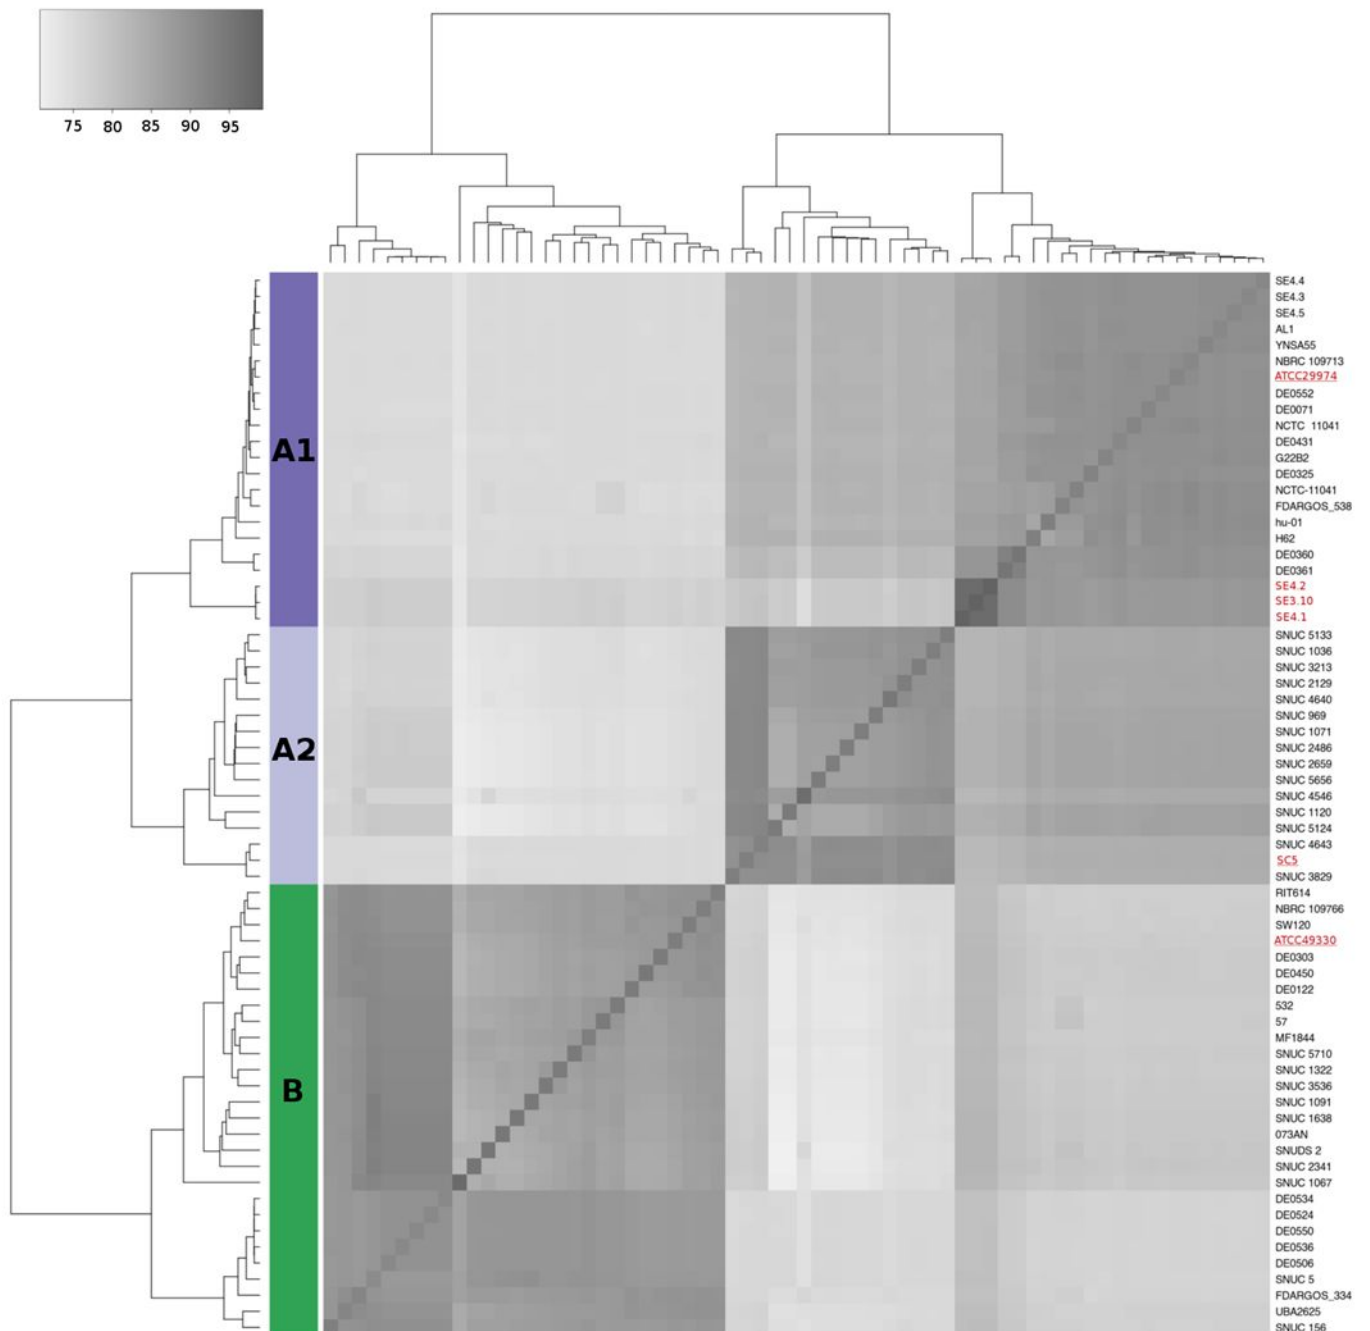 75 80 85 90 95
A1
A2
B
SE4.4
SE4.3
SE4.5
AL1
YNSA55
NBRC 109713
ATCC29974
DE0552
DE0071
NCTC 11041
DE0431
G22B2
DE0325
NCTC-11041
FDARGOS_538
hu-01
H62
DE0360
DE0361
SE4.2
SE3.10
SE4.1
SNUC 5133
SNUC 1036
SNUC 3213
SNUC 2129
SNUC 4640
SNUC 969
SNUC 1071
SNUC 2486
SNUC 2659
SNUC 5656
SNUC 4546
SNUC 1120
SNUC 5124
SNUC 4643
SC5
SNUC 3829
RIT614
NBRC 109766
SW120
ATCC49330
DE0303
DE0450
DE0122
532
57
MF1844
SNUC 5710
SNUC 1322
SNUC 3536
SNUC 1091
SNUC 1638
073AN
SNUDS 2
SNUC 2341
SNUC 1067
DE0534
DE0524
DE0550
DE0536
DE0506
SNUC 5
FDARGOS_334
UBA2625
SNUC 156